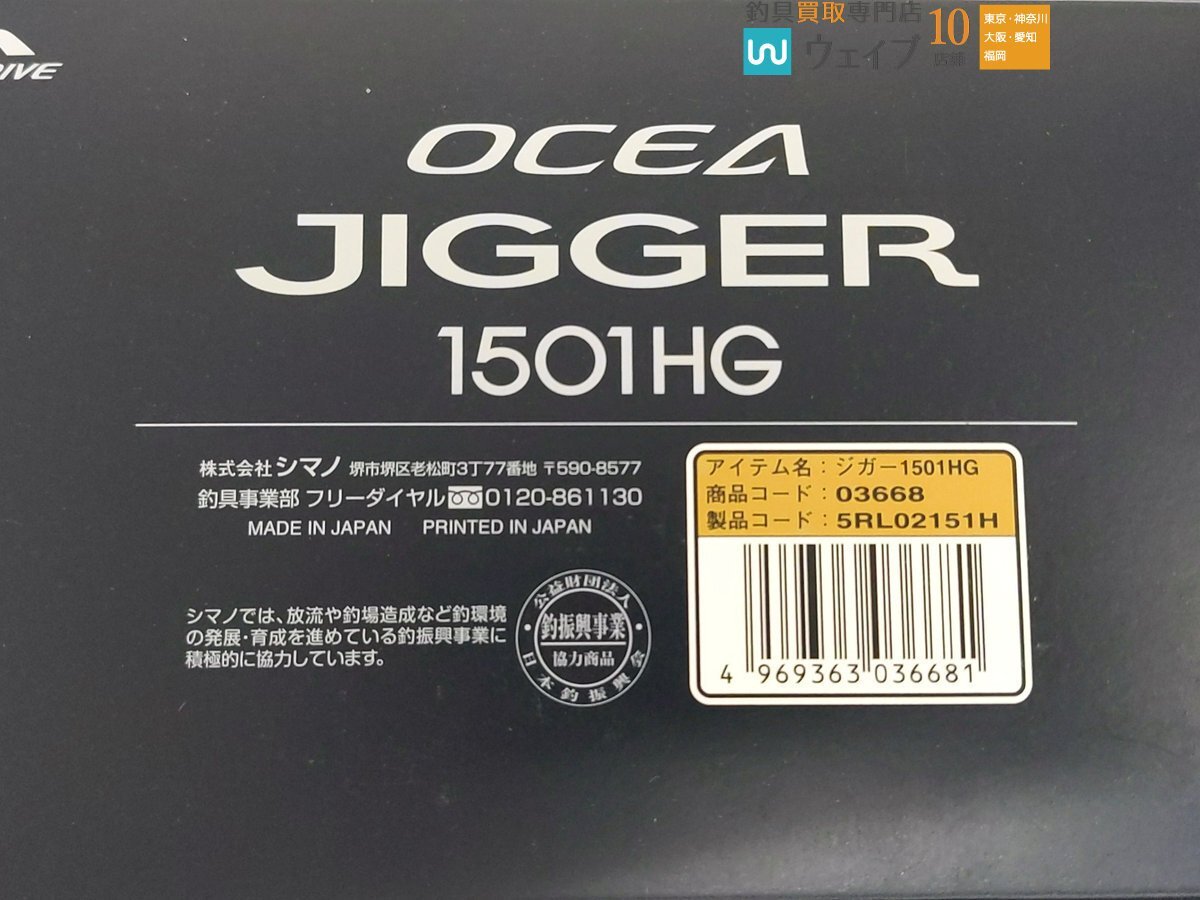 釣具買取専門店
ウェイブ
10
店舗
東京・神奈川
大阪・愛知
福岡
RIVE
OCEA
JIGGER
1501HG
株式会社シマノ 堺市堺区老松町3丁77番地 〒590-8577
釣具事業部 フリーダイヤル 0120-861130
MADE IN JAPAN PRINTED IN JAPAN
シマノでは、放流や釣場造成など釣環境
の発展・育成を進めている釣振興事業に
積極的に協力しています。
公益財団法人
釣振興事業
協力商品
日本釣振興会
アイテム名：ジガー1501HG
商品コード：03668
製品コード：5RL02151H
4 969363 036681